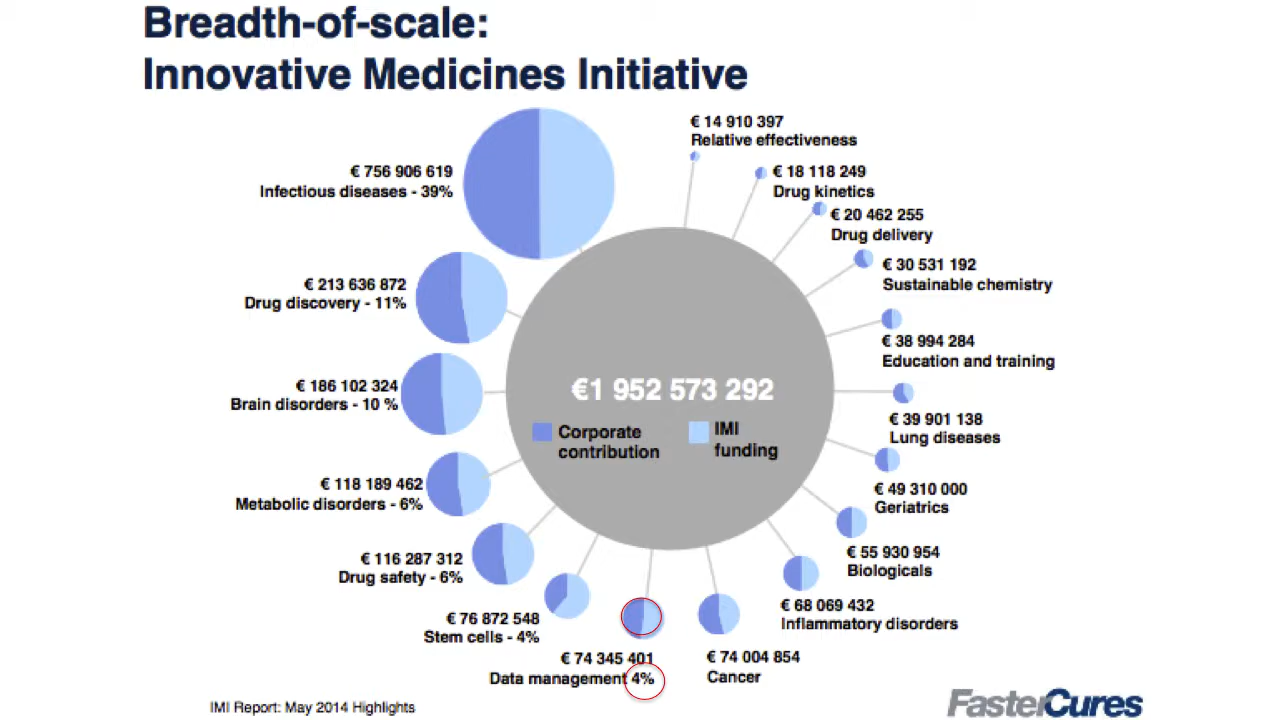 Breadth-of-scale:
Innovative Medicines Initiative
€ 756 906 619
Infectious diseases - 39%
€ 213 636 872
Drug discovery - 11%
€ 186 102 324
Brain disorders - 10 %
€ 118 189 462
Metabolic disorders - 6%
€ 116 287 312
Drug safety - 6%
€ 76 872 548
Stem cells - 4%
€ 74 345 401
Data management 4%
€ 74 004 854
Cancer
€ 68 069 432
Inflammatory disorders
€ 55 930 954
Biologicals
€ 49 310 000
Geriatrics
€ 39 901 138
Lung diseases
€ 38 994 284
Education and training
€ 30 531 192
Sustainable chemistry
€ 20 462 255
Drug delivery
€ 18 118 249
Drug kinetics
€ 14 910 397
Relative effectiveness
€1 952 573 292
Corporate
contribution
IMI
funding
IMI Report: May 2014 Highlights
FasterCures